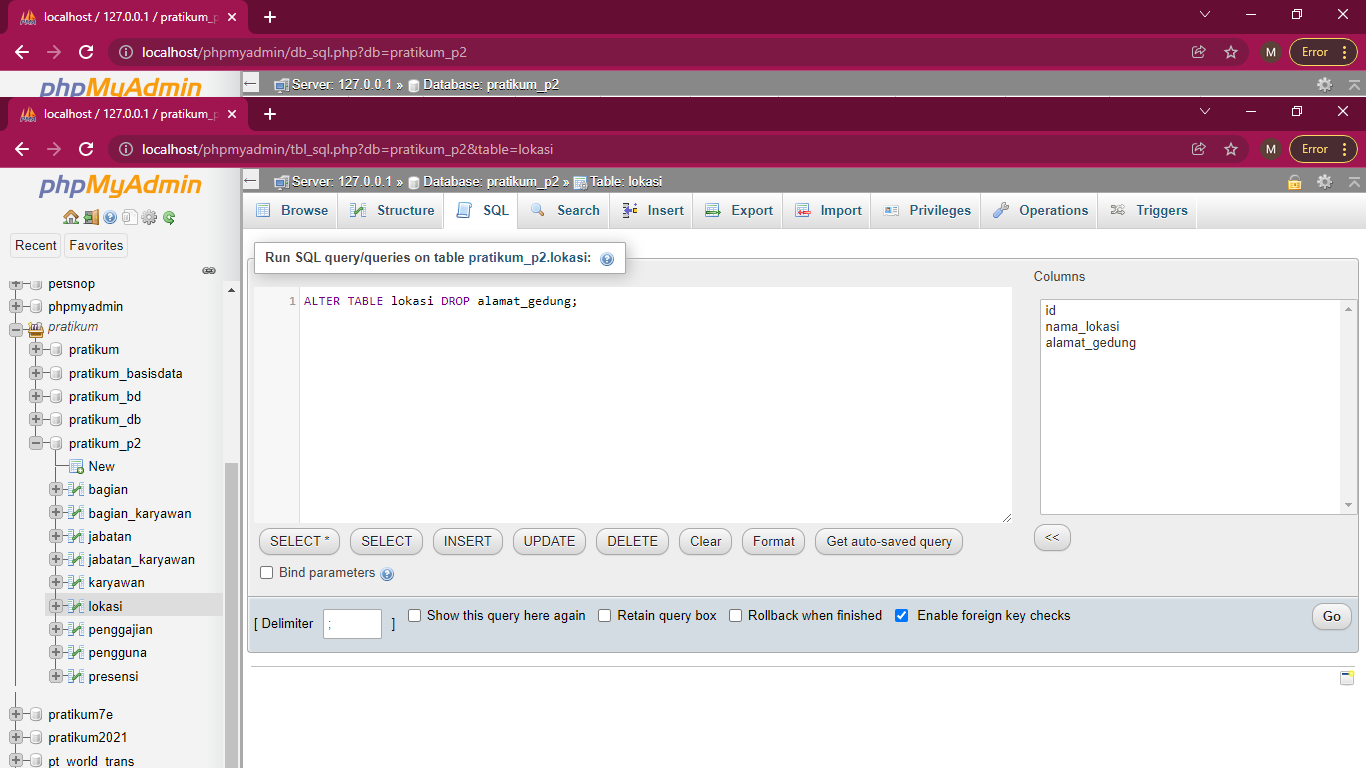 localhost / 127.0.0.1 / pratikum_p
localhost/phpmyadmin/db_sql.php?db=pratikum_p2
M
Error
phpMyAdmin
Server: 127.0.0.1 » Database: pratikum_p2
localhost / 127.0.0.1 / pratikum_p
localhost/phpmyadmin/tbl_sql.php?db=pratikum_p2&table=lokasi
M
Error
phpMyAdmin
Server: 127.0.0.1 » Database: pratikum_p2 » Table: lokasi
Browse
Structure
SQL
Search
Insert
Export
Import
Privileges
Operations
Triggers
Recent
Favorites
petshop
phpmyadmin
pratikum
pratikum
pratikum_basisdata
pratikum_bd
pratikum_db
pratikum_p2
New
bagian
bagian_karyawan
jabatan
jabatan_karyawan
karyawan
lokasi
penggajian
pengguna
presensi
pratikum7e
pratikum2021
pt_world_trans
Run SQL query/queries on table pratikum_p2.lokasi:
1 ALTER TABLE lokasi DROP alamat_gedung;
Columns
id
nama_lokasi
alamat_gedung
SELECT *
SELECT
INSERT
UPDATE
DELETE
Clear
Format
Get auto-saved query
<<
Bind parameters
[ Delimiter ; ]
Show this query here again
Retain query box
Rollback when finished
Enable foreign key checks
Go